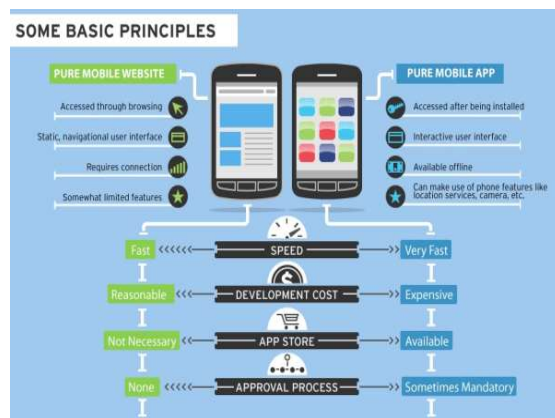 SOME BASIC PRINCIPLES
PURE MOBILE WEBSITE
Accessed through browsing
Static, navigational user interface
Requires connection
Somewhat limited features
PURE MOBILE APP
Accessed after being installed
Interactive user interface
Available offline
Can make use of phone features like
location services, camera, etc.
Fast SPEED Very Fast
Reasonable DEVELOPMENT COST Expensive
Not Necessary APP STORE Available
None APPROVAL PROCESS Sometimes Mandatory